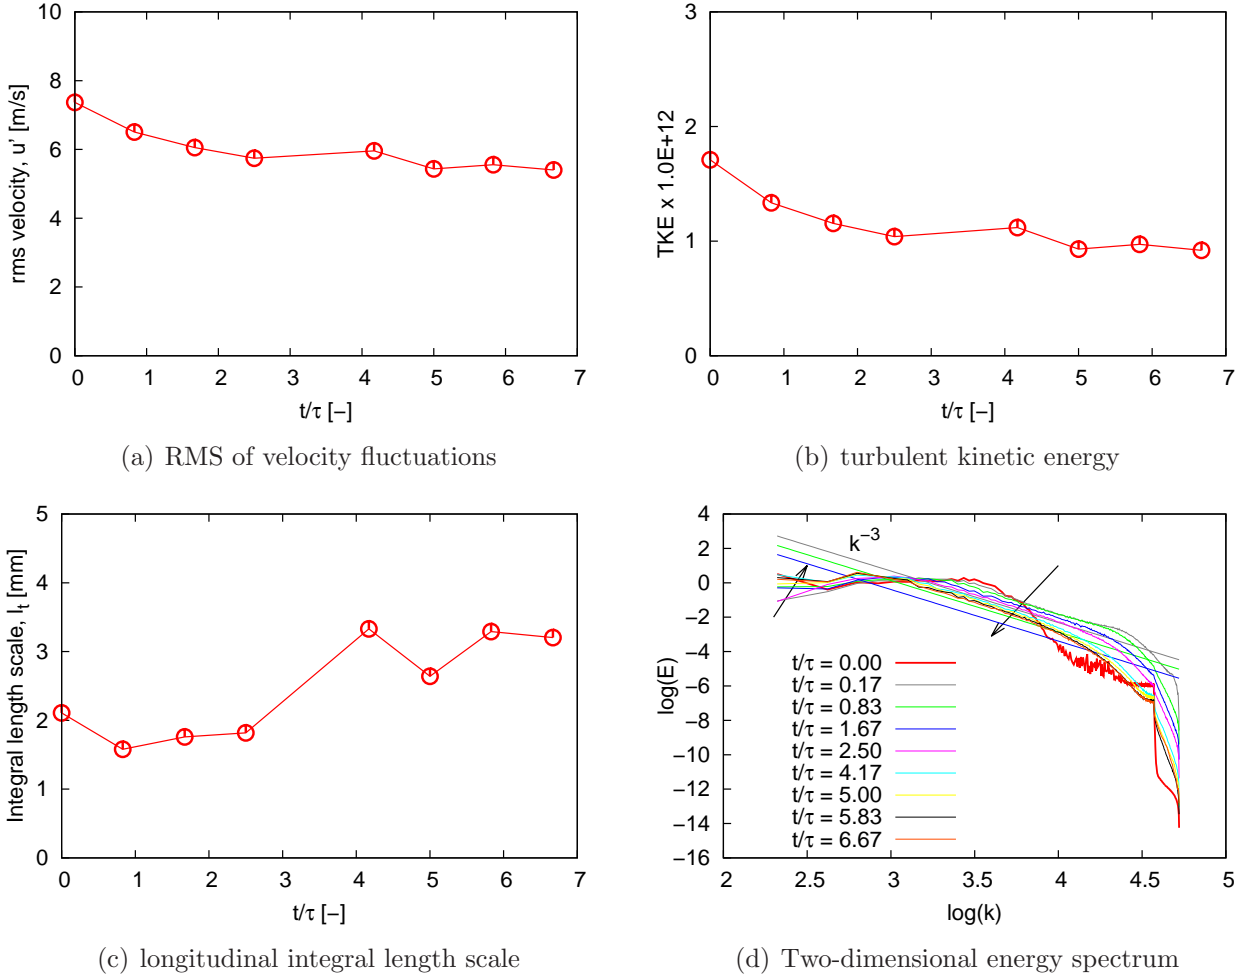 10
8
6
4
2
0
rms velocity, u' [m/s]
0 1 2 3 4 5 6 7
t/τ [−]
(a) RMS of velocity fluctuations
3
2
1
0
TKE x 1.0E+12
0 1 2 3 4 5 6 7
t/τ [−]
(b) turbulent kinetic energy
5
4
3
2
1
0
Integral length scale, l_t [mm]
0 1 2 3 4 5 6 7
t/τ [−]
(c) longitudinal integral length scale
4
2
0
−2
−4
−6
−8
−10
−12
−14
−16
log(E)
k^−3
t/τ = 0.00
t/τ = 0.17
t/τ = 0.83
t/τ = 1.67
t/τ = 2.50
t/τ = 4.17
t/τ = 5.00
t/τ = 5.83
t/τ = 6.67
2 2.5 3 3.5 4 4.5 5
log(k)
(d) Two-dimensional energy spectrum